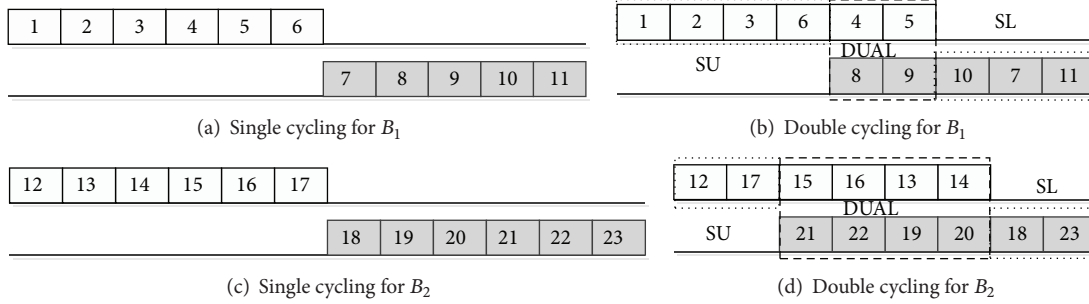 1 2 3 4 5 6
7 8 9 10 11
(a) Single cycling for B1
1 2 3 6 4 5 SL
SU DUAL
8 9 10 7 11
(b) Double cycling for B1
12 13 14 15 16 17
18 19 20 21 22 23
(c) Single cycling for B2
12 17 15 16 13 14 SL
DUAL
SU 21 22 19 20 18 23
(d) Double cycling for B2